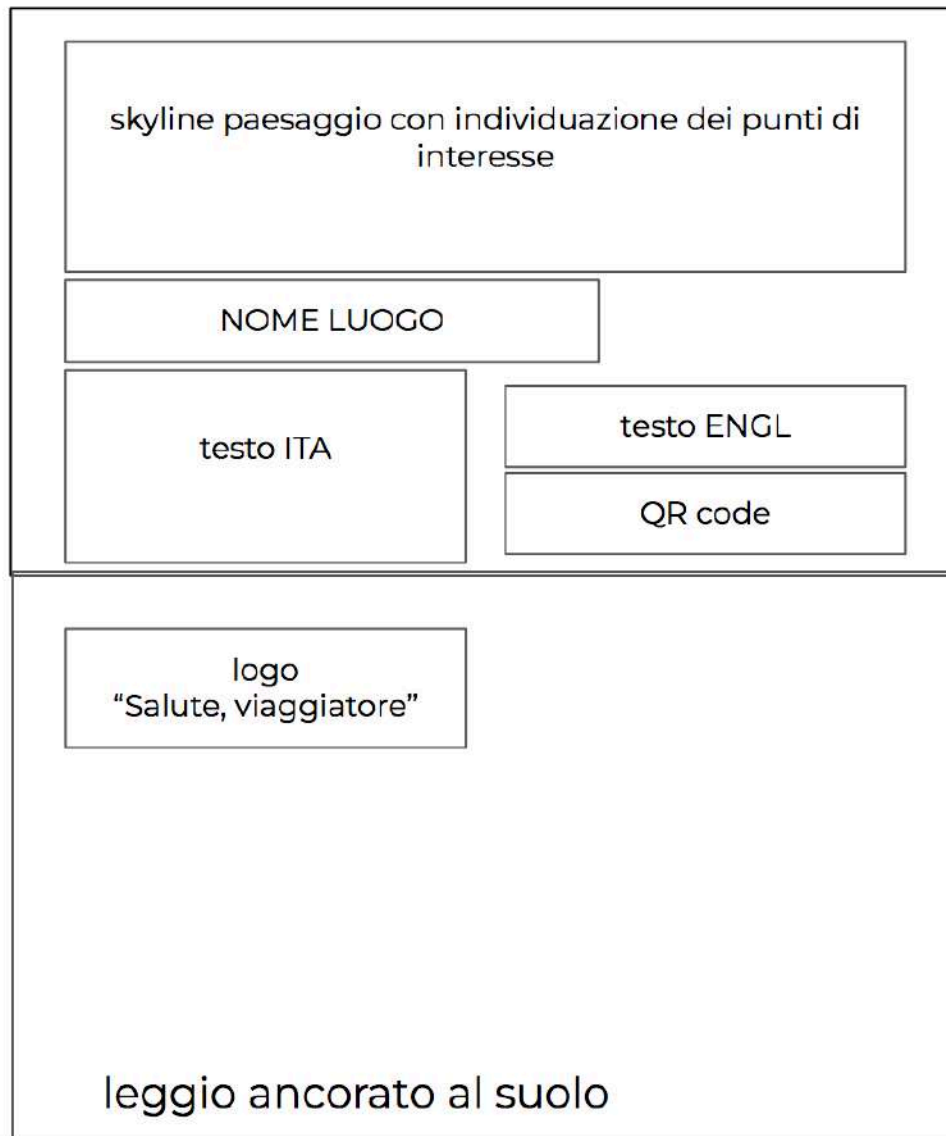 skyline paesaggio con individuazione dei punti di
interesse
NOME LUOGO
testo ITA
testo ENGL
QR code
logo
“Salute, viaggiatore”
leggio ancorato al suolo